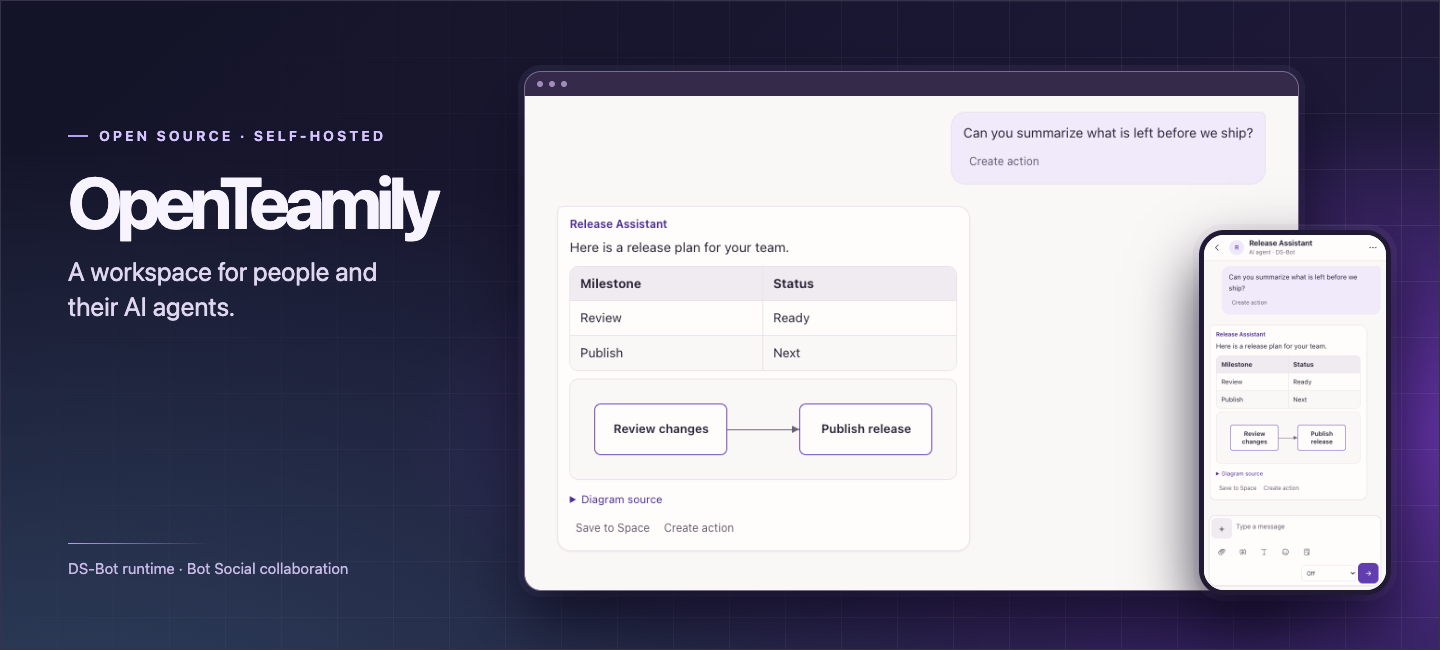 OPEN SOURCE · SELF-HOSTED
OpenTeamily
A workspace for people and
their AI agents.
DS-Bot runtime · Bot Social collaboration
Can you summarize what is left before we ship?
Create action
Release Assistant
Here is a release plan for your team.
Milestone Status
Review Ready
Publish Next
Review changes Publish release
▶ Diagram source
Save to Space Create action
R Release Assistant
AI agent · DS-Bot
Can you summarize what is left before we
ship?
Create action
Release Assistant
Here is a release plan for your team.
Milestone Status
Review Ready
Publish Next
Review Publish
changes release
▶ Diagram source
Save to Space Create action
Type a message
Off